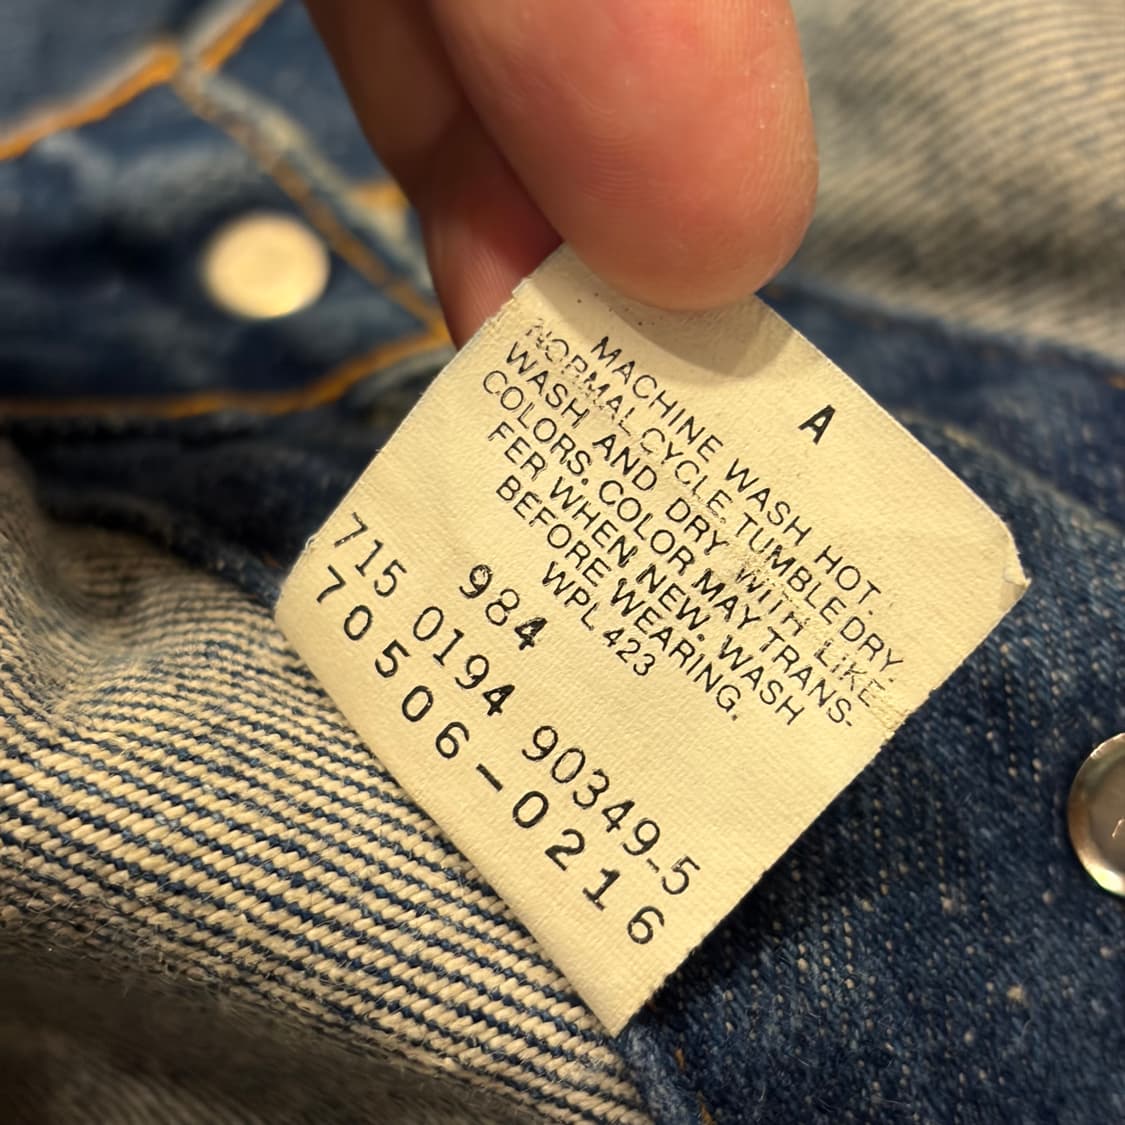 A
MACHINE WASH HOT.
NORMAL CYCLE. TUMBLE DRY.
WASH AND DRY WITH LIKE
COLORS. COLOR MAY TRANS-
FER WHEN NEW. WASH
BEFORE WEARING.
WPL 423
984
715 0194 90349-5
70506-0216